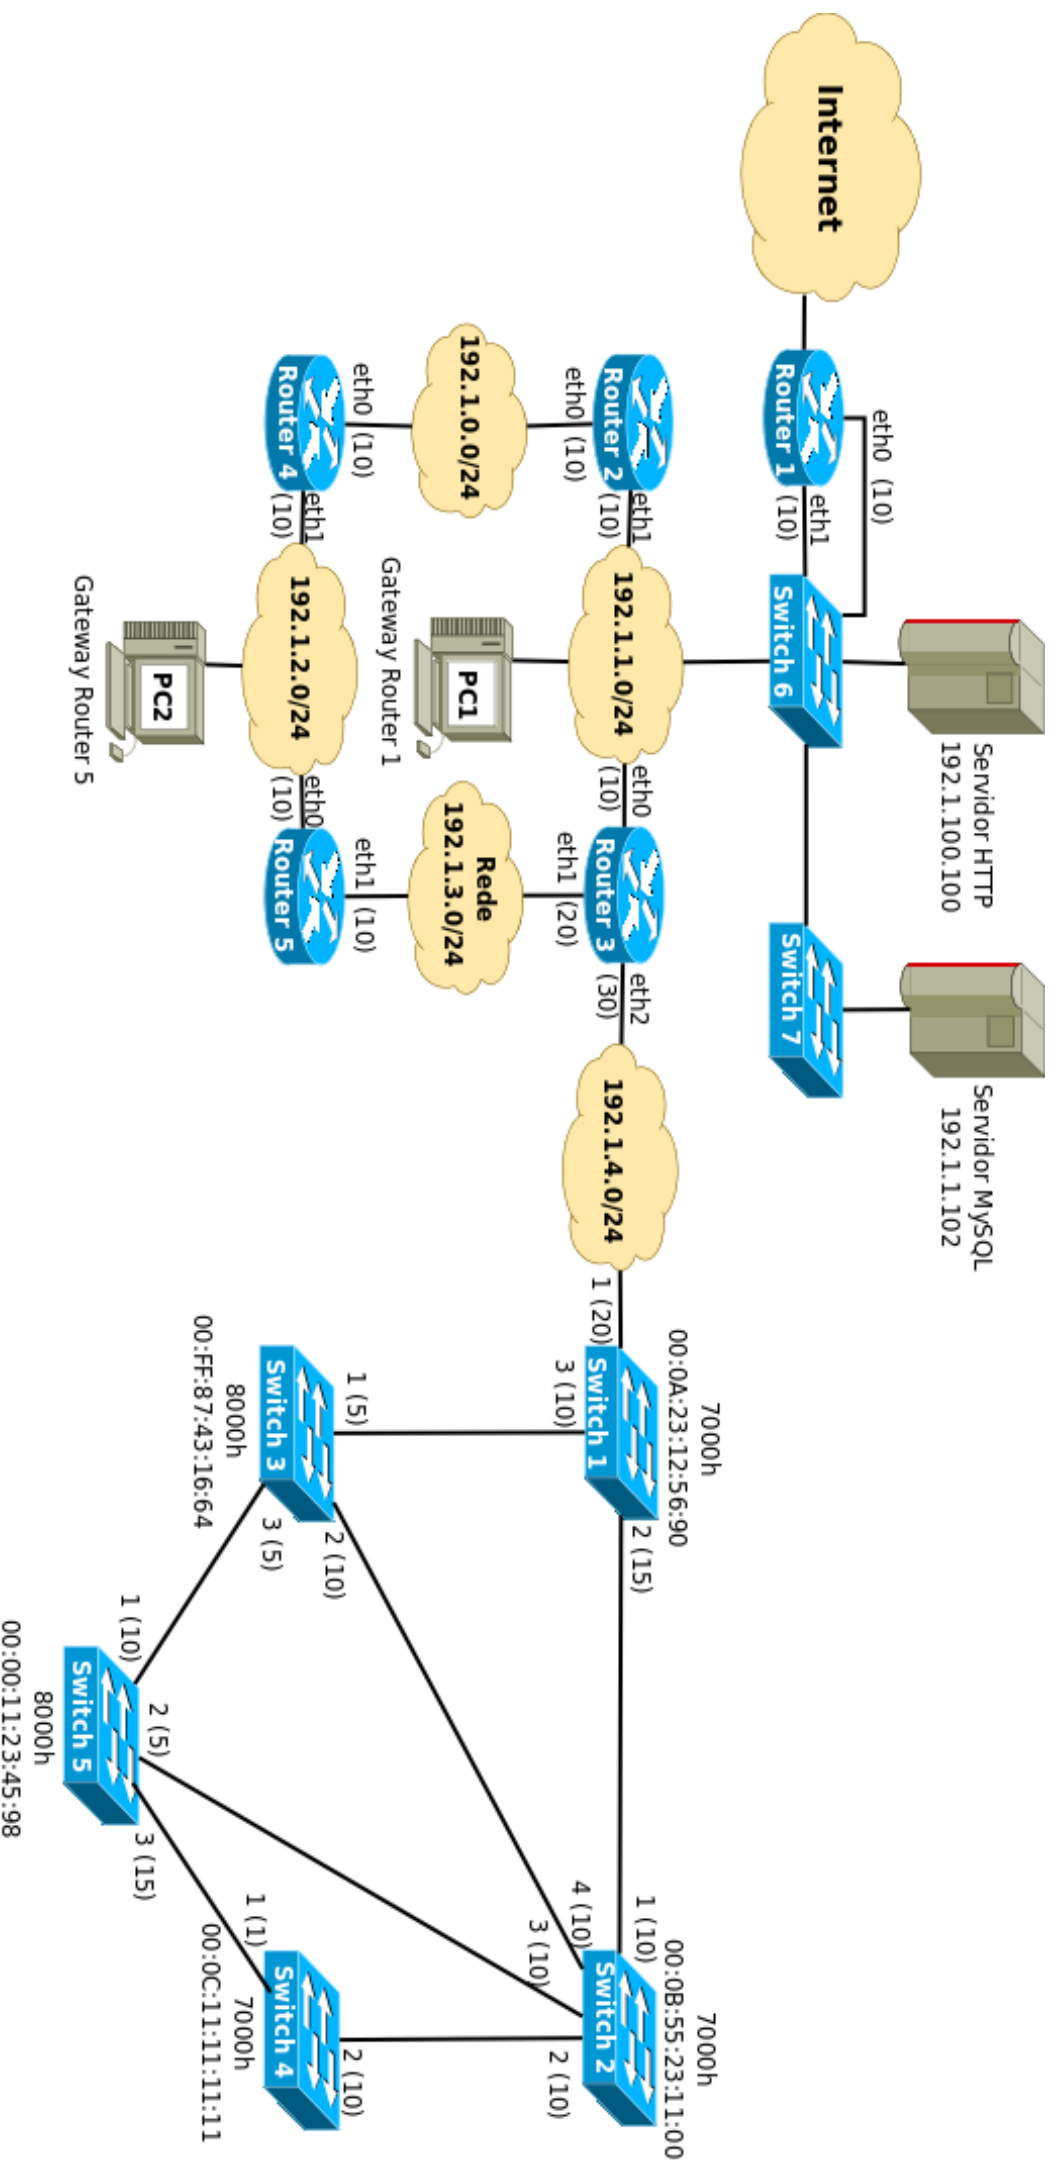 Servidor HTTP
192.1.100.100
Servidor MySQL
192.1.1.102
Internet
eth0 (10)
Router 1
eth1
(10)
Switch 6
Switch 7
Router 2
eth0 (10)
eth1
(10)
192.1.1.0/24
eth0
(10)
Router 3
eth1 (20)
eth2
(30)
192.1.4.0/24
1 (20)
7000h
00:0A:23:12:56:90
Switch 1
3 (10)
2 (15)
7000h
00:0B:55:23:11:00
1 (10)
Switch 2
4 (10)
3 (10)
2 (10)
192.1.0.0/24
PC1
Gateway Router 1
Rede
192.1.3.0/24
eth0 (10)
Router 4
eth1
(10)
192.1.2.0/24
eth0
(10)
eth1 (10)
Router 5
PC2
Gateway Router 5
1 (5)
Switch 3
8000h
00:FF:87:43:16:64
2 (10)
3 (5)
1 (10)
2 (5)
3 (15)
Switch 5
8000h
00:00:11:23:45:98
2 (10)
1 (1)
Switch 4
7000h
00:0C:11:11:11:11